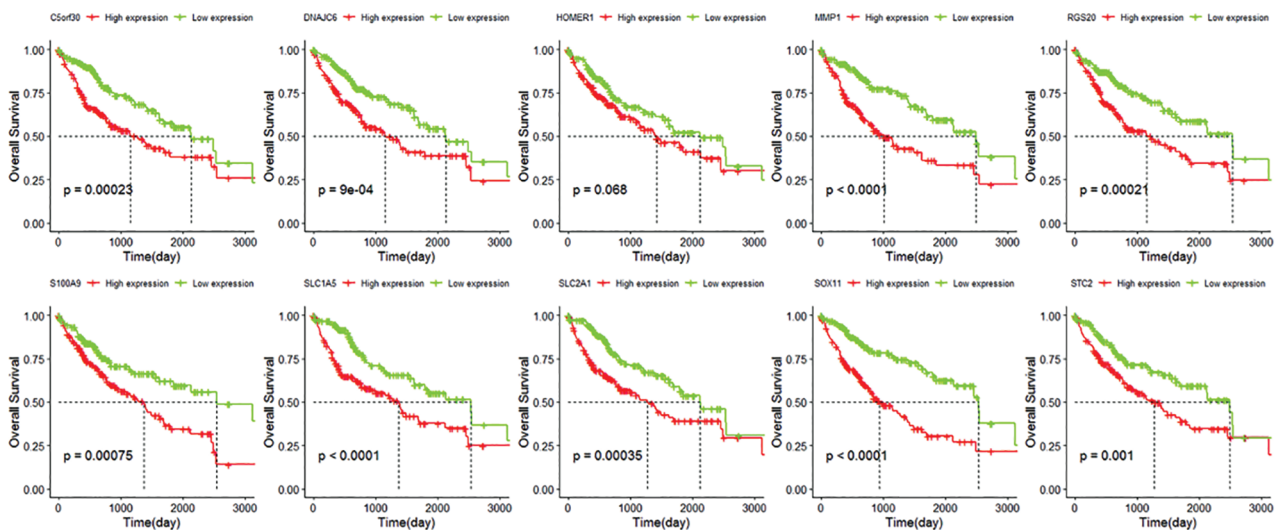 C5orf30 High expression Low expression
Overall Survival
1.00
0.75
0.50
0.25
0.00
p = 0.00023
0 1000 2000 3000
Time(day)
DNAJC6 High expression Low expression
Overall Survival
1.00
0.75
0.50
0.25
0.00
p = 9e-04
0 1000 2000 3000
Time(day)
HOMER1 High expression Low expression
Overall Survival
1.00
0.75
0.50
0.25
0.00
p = 0.068
0 1000 2000 3000
Time(day)
MMP1 High expression Low expression
Overall Survival
1.00
0.75
0.50
0.25
0.00
p < 0.0001
0 1000 2000 3000
Time(day)
RGS20 High expression Low expression
Overall Survival
1.00
0.75
0.50
0.25
0.00
p = 0.00021
0 1000 2000 3000
Time(day)
S100A9 High expression Low expression
Overall Survival
1.00
0.75
0.50
0.25
0.00
p = 0.00075
0 1000 2000 3000
Time(day)
SLC1A5 High expression Low expression
Overall Survival
1.00
0.75
0.50
0.25
0.00
p < 0.0001
0 1000 2000 3000
Time(day)
SLC2A1 High expression Low expression
Overall Survival
1.00
0.75
0.50
0.25
0.00
p = 0.00035
0 1000 2000 3000
Time(day)
SOX11 High expression Low expression
Overall Survival
1.00
0.75
0.50
0.25
0.00
p < 0.0001
0 1000 2000 3000
Time(day)
STC2 High expression Low expression
Overall Survival
1.00
0.75
0.50
0.25
0.00
p = 0.001
0 1000 2000 3000
Time(day)